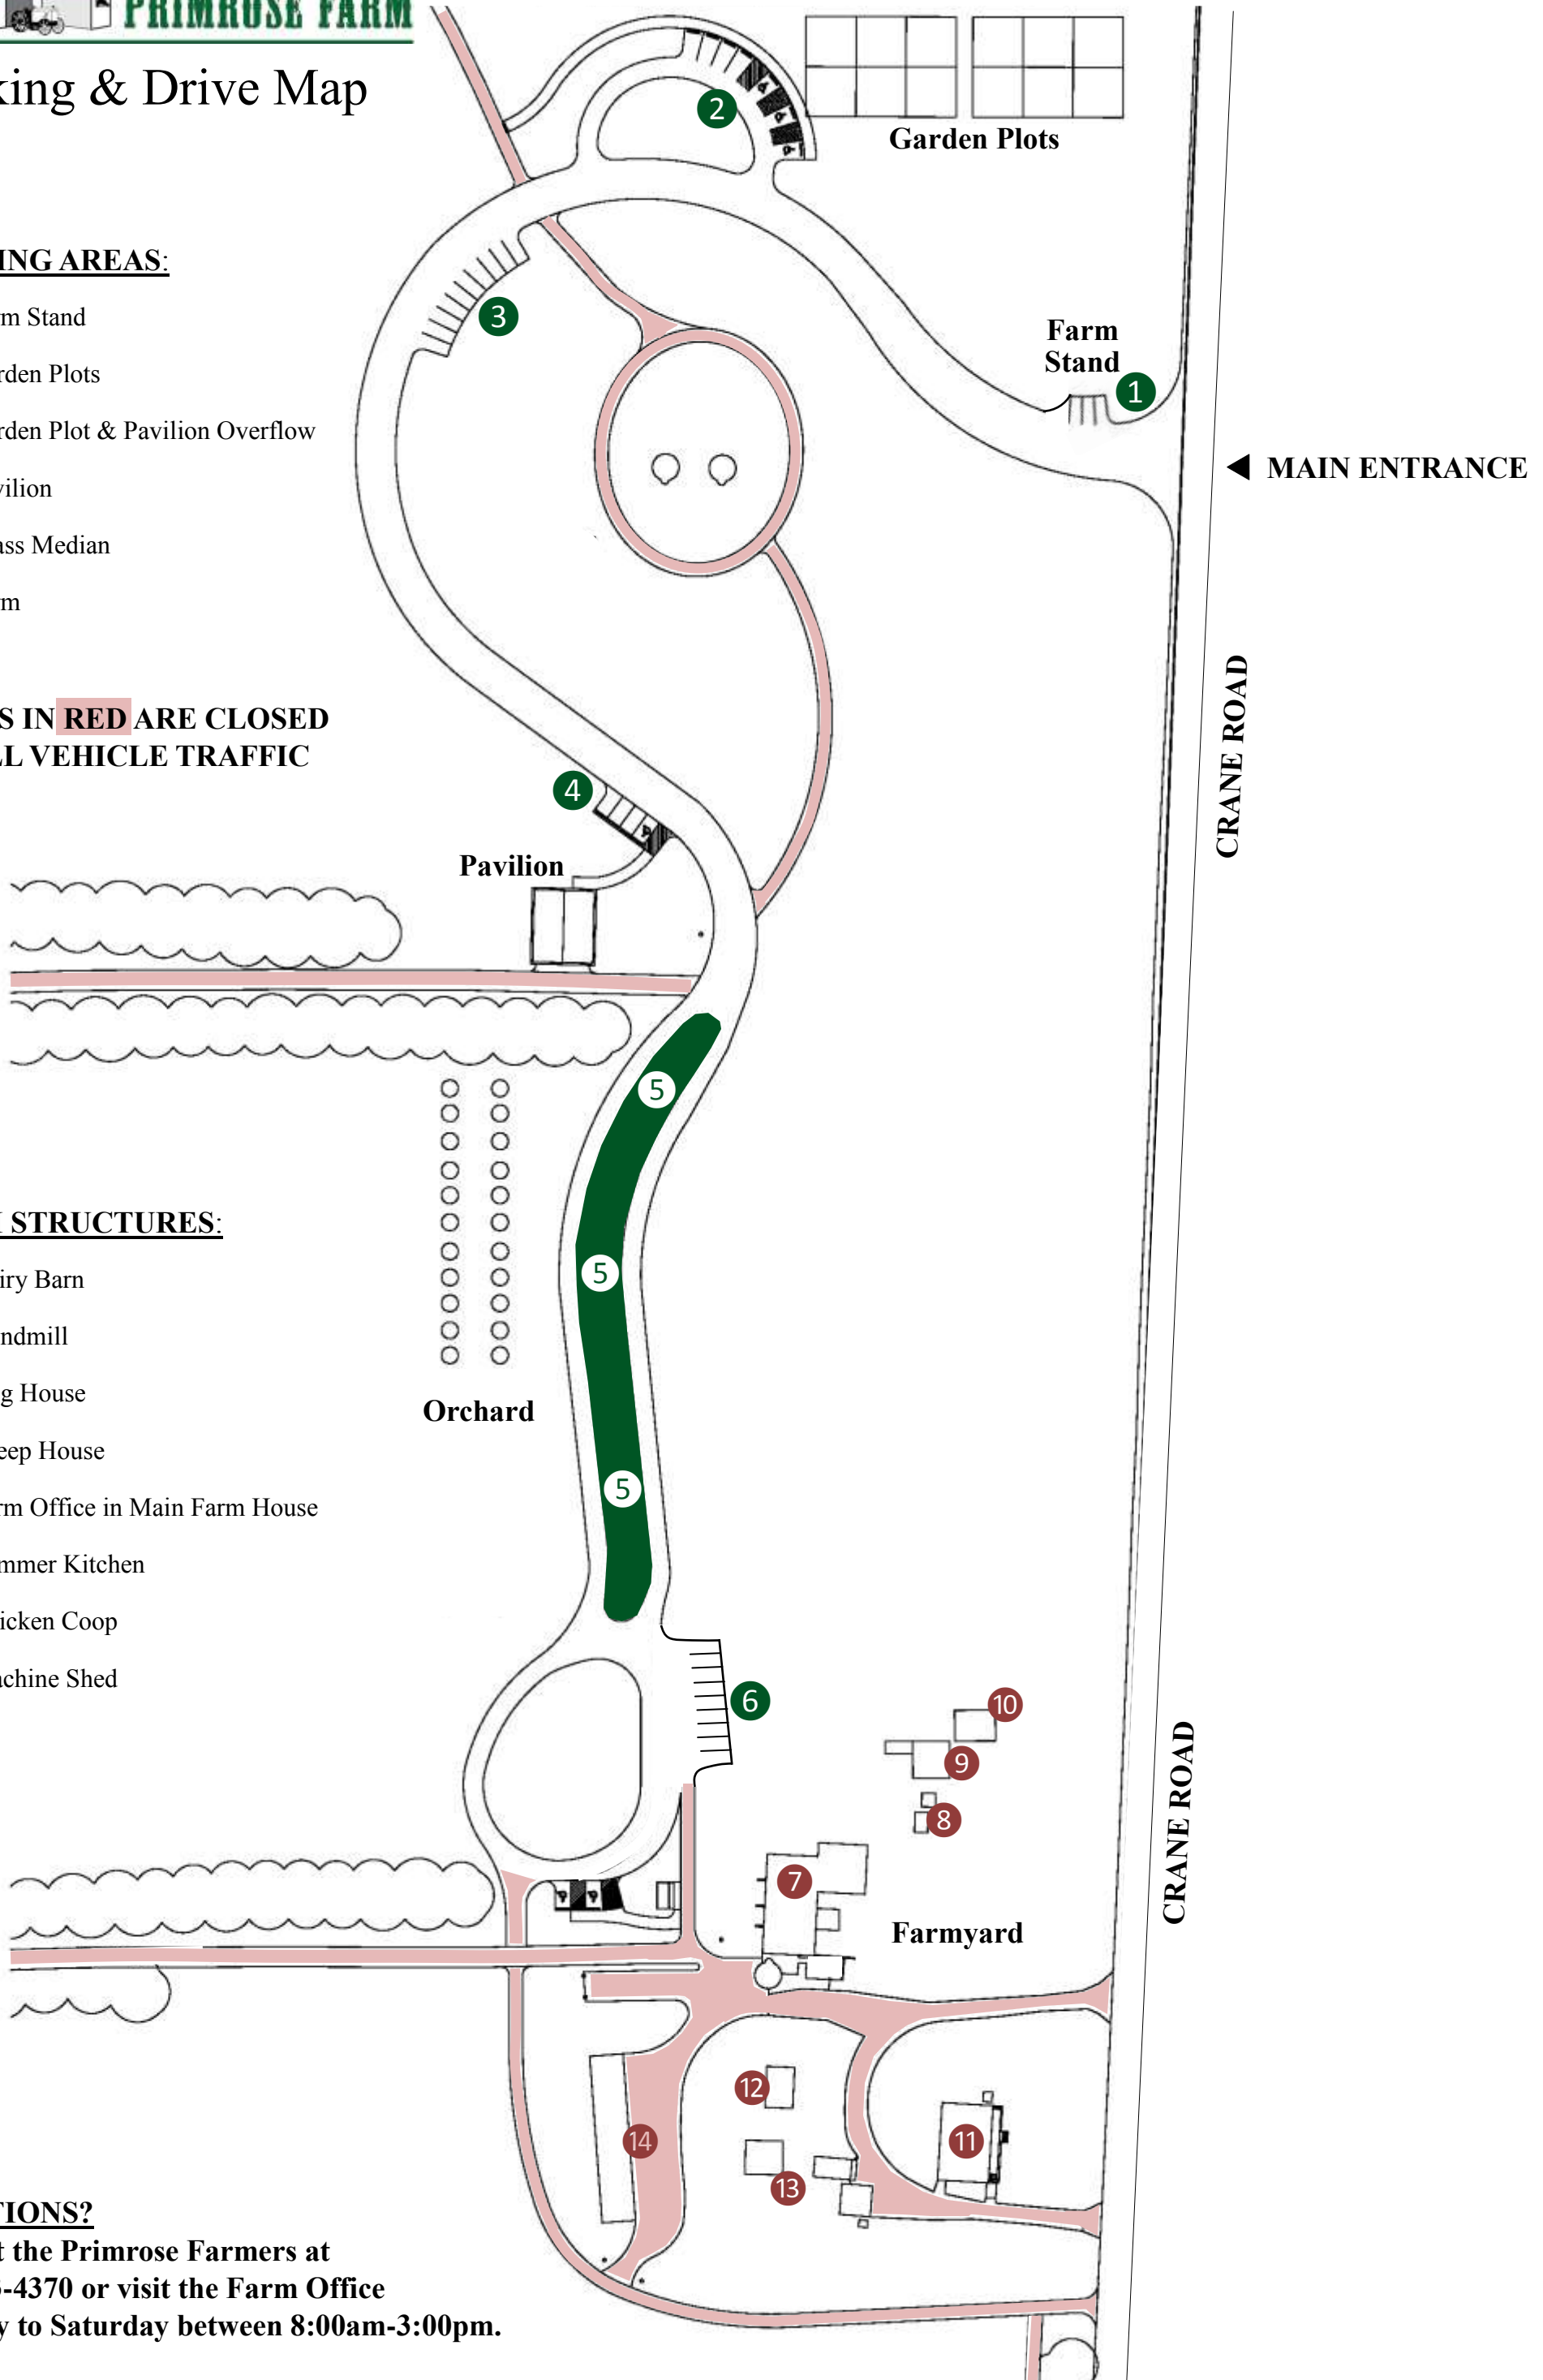 PRIMROSE FARM
king & Drive Map
ING AREAS:
rm Stand
rden Plots
rden Plot & Pavilion Overflow
vilion
ass Median
rm
S IN RED ARE CLOSED
LL VEHICLE TRAFFIC
STRUCTURES:
iry Barn
ndmill
g House
eep House
rm Office in Main Farm House
mmer Kitchen
icken Coop
achine Shed
TIONS?
t the Primrose Farmers at
-4370 or visit the Farm Office
y to Saturday between 8:00am-3:00pm.
2
Garden Plots
3
Farm
Stand
1
MAIN ENTRANCE
CRANE ROAD
4
Pavilion
5
5
Orchard
5
6
10
9
8
7
CRANE ROAD
Farmyard
12
11
14
13